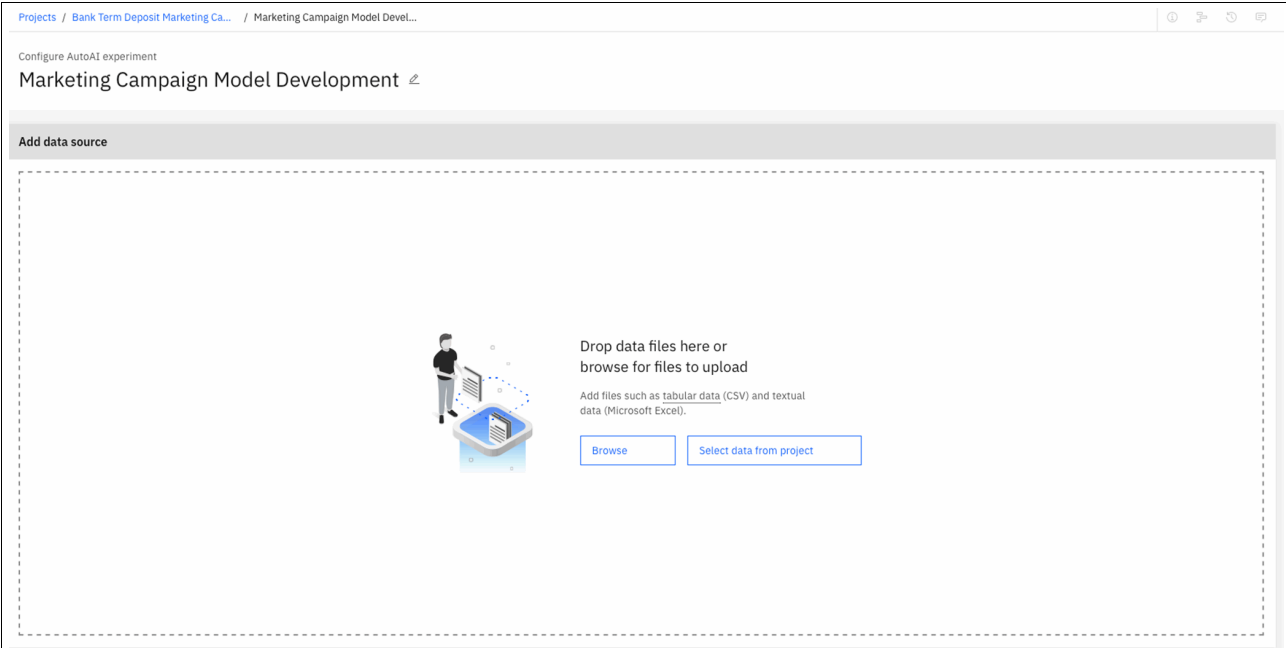 Projects / Bank Term Deposit Marketing Ca... / Marketing Campaign Model Devel...
Configure AutoAI experiment
Marketing Campaign Model Development
Add data source
Drop data files here or
browse for files to upload
Add files such as tabular data (CSV) and textual
data (Microsoft Excel).
Browse
Select data from project